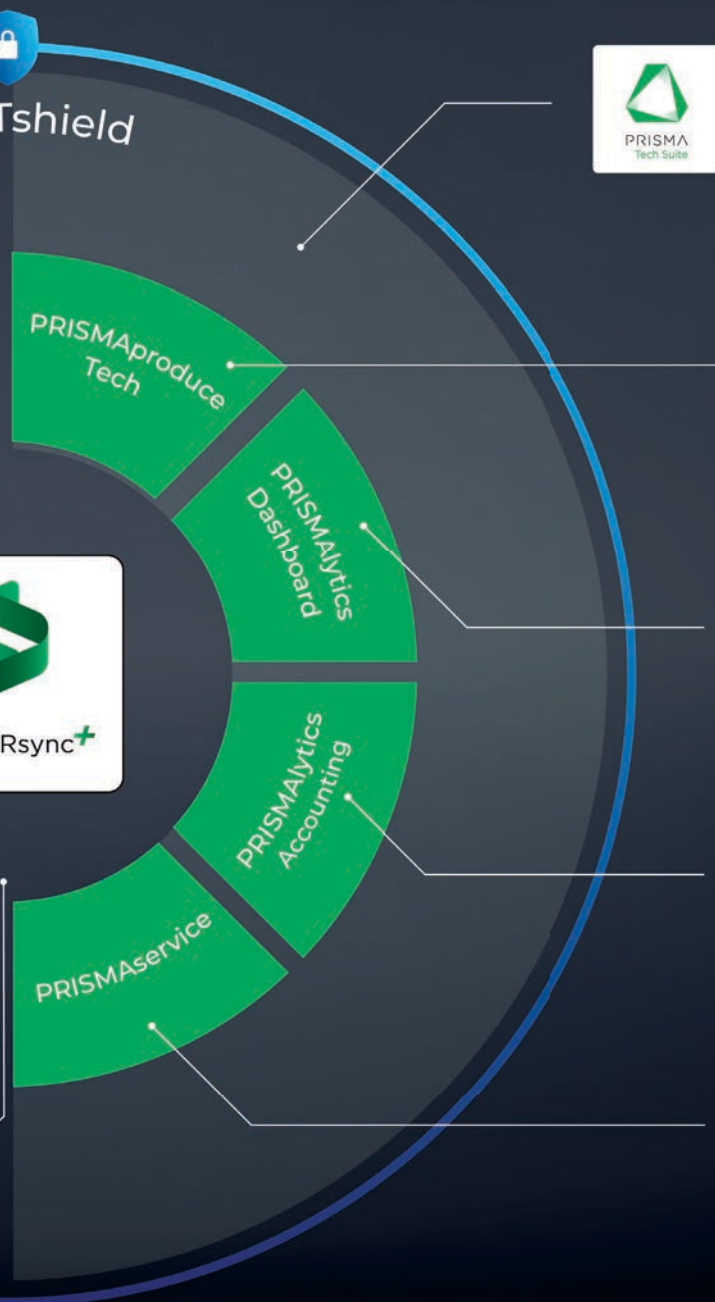 Tshield
PRISMA
Tech Suite
PRISMAproduce
Tech
PRISMAlytics
Dashboard
Rsync+
PRISMAlytics
Accounting
PRISMAservice